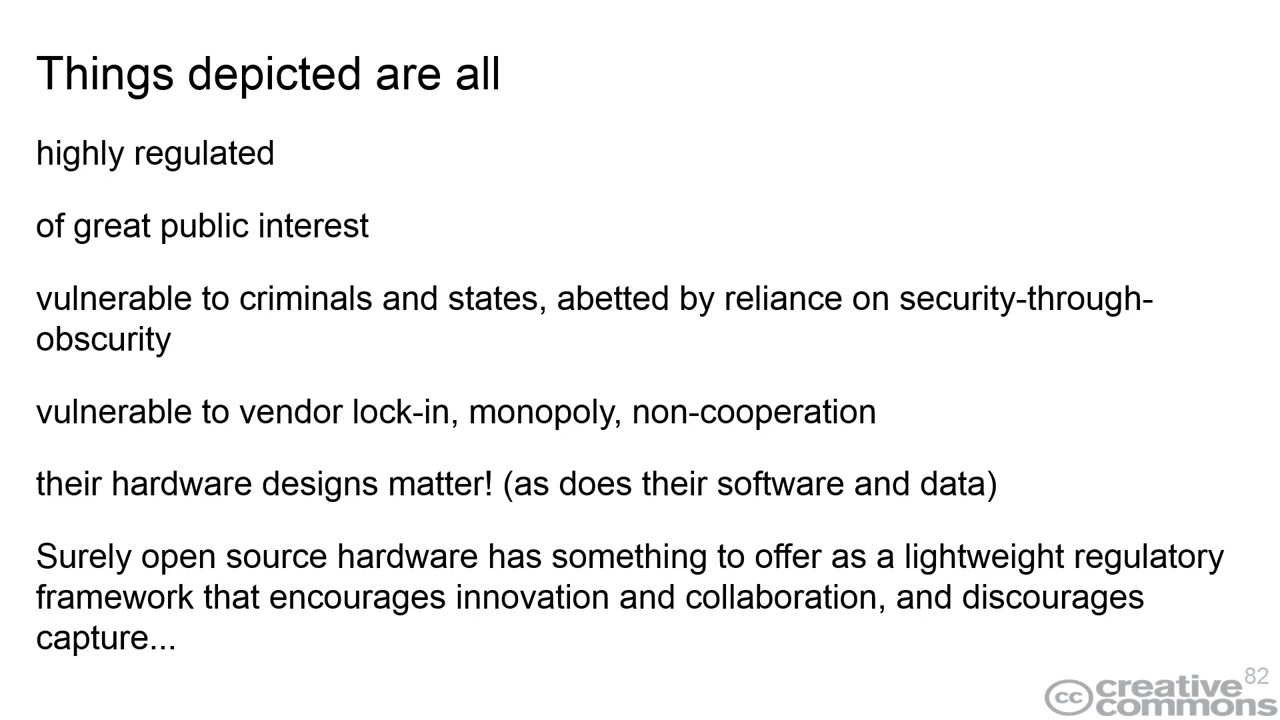 Things depicted are all
highly regulated
of great public interest
vulnerable to criminals and states, abetted by reliance on security-through-
obscurity
vulnerable to vendor lock-in, monopoly, non-cooperation
their hardware designs matter! (as does their software and data)
Surely open source hardware has something to offer as a lightweight regulatory
framework that encourages innovation and collaboration, and discourages
capture...
82
cc creative
commons